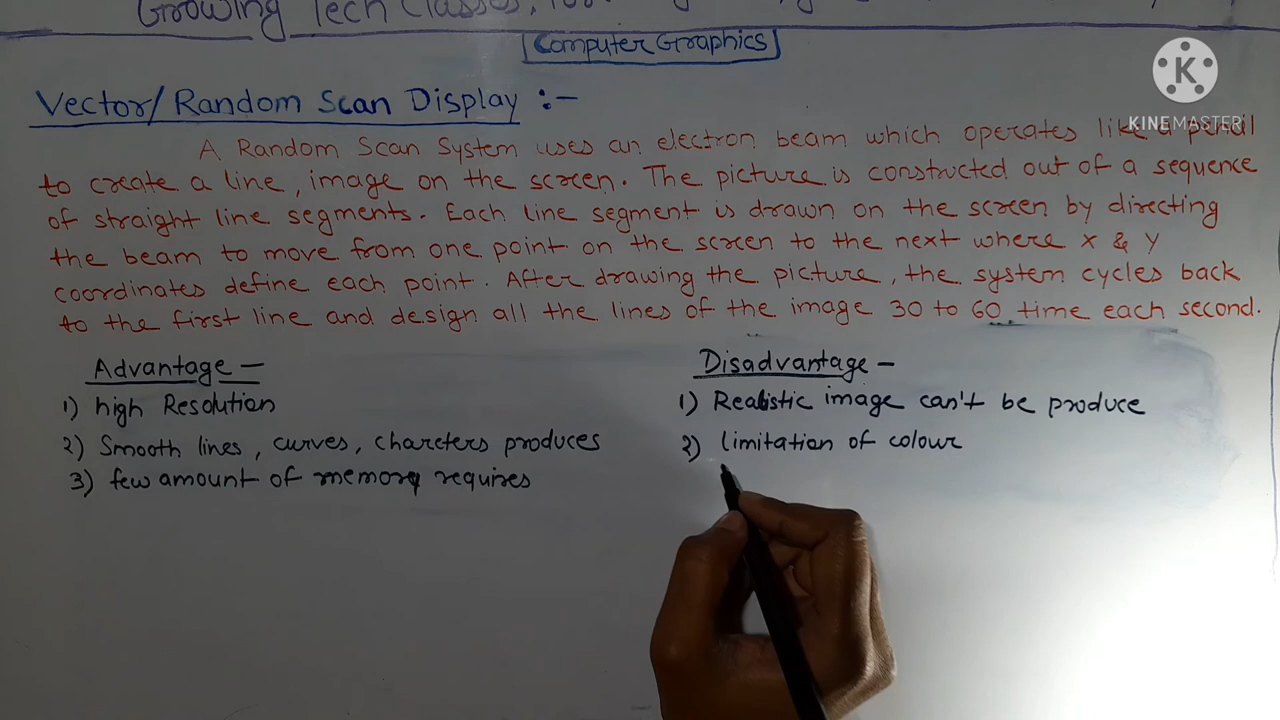 Growing Tech Classes,
Computer Graphics
K
KINEMASTER
Vector/Random Scan Display :-
A Random Scan System uses an electron beam which operates like a pencil
to create a line, image on the screen. The picture is constructed out of a sequence
of straight line segments. Each line segment is drawn on the screen by directing
the beam to move from one point on the screen to the next where x & y
coordinates define each point. After drawing the picture, the system cycles back
to the first line and design all the lines of the image 30 to 60 time each second.
Advantage -
1) high Resolution
2) Smooth lines, curves, charcters produces
3) few amount of memory requires
Disadvantage -
1) Realistic image can't be produce
2) limitation of colour